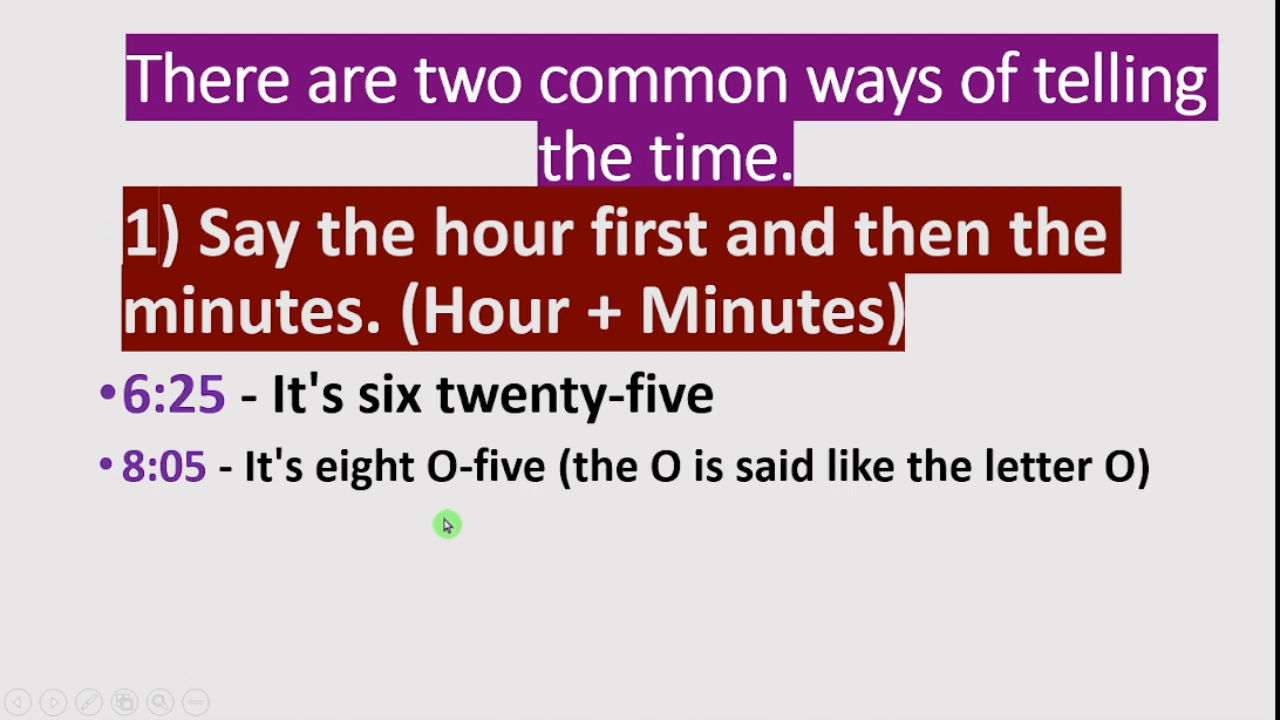 There are two common ways of telling
the time.
1) Say the hour first and then the
minutes. (Hour + Minutes)
•6:25 - It's six twenty-five
•8:05 - It's eight O-five (the O is said like the letter O)